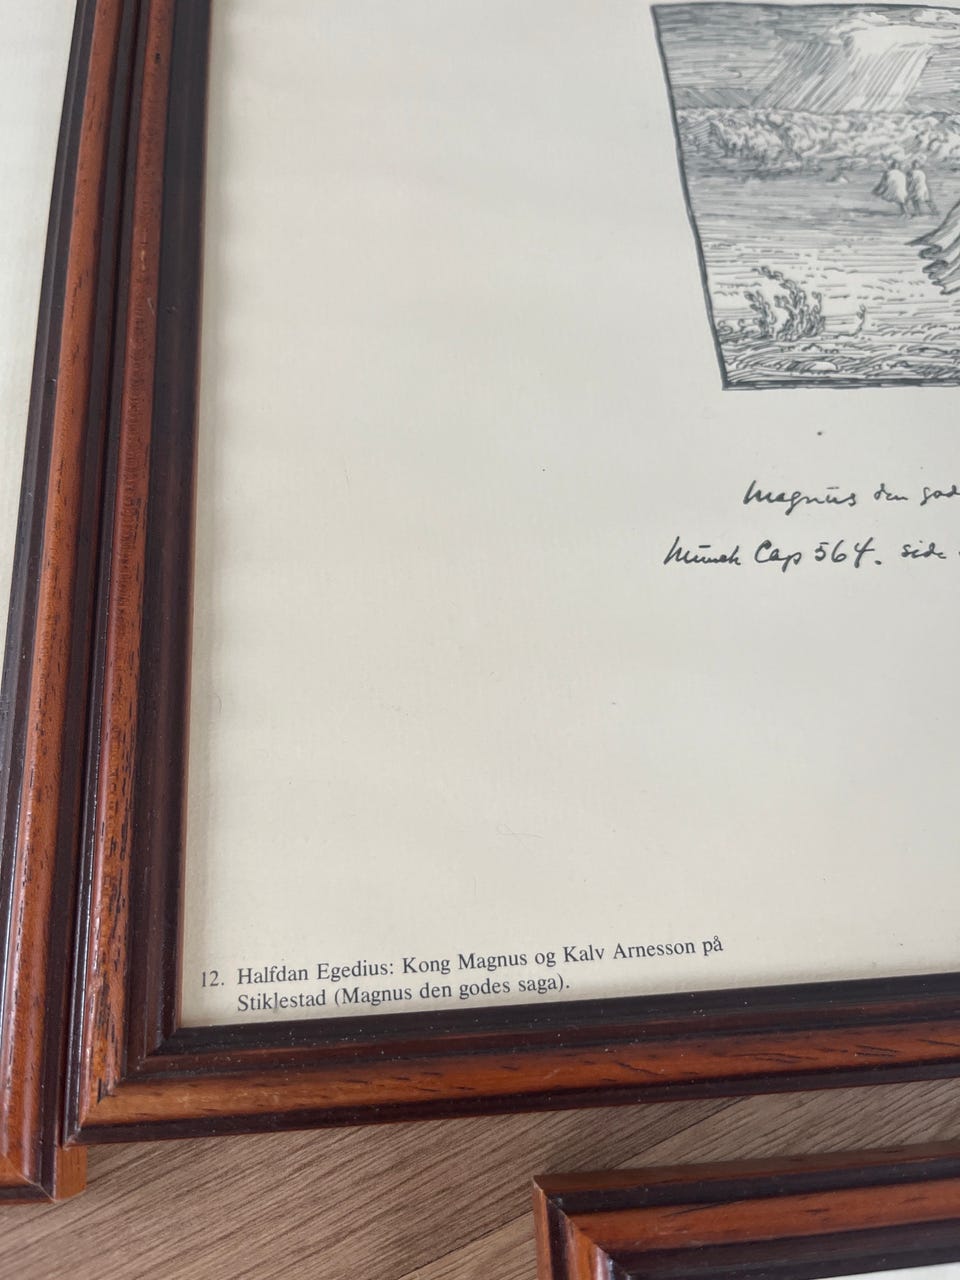 Magnus den god
Munch Cap 564. side
12. Halfdan Egedius: Kong Magnus og Kalv Arnesson på
Stiklestad (Magnus den godes saga).